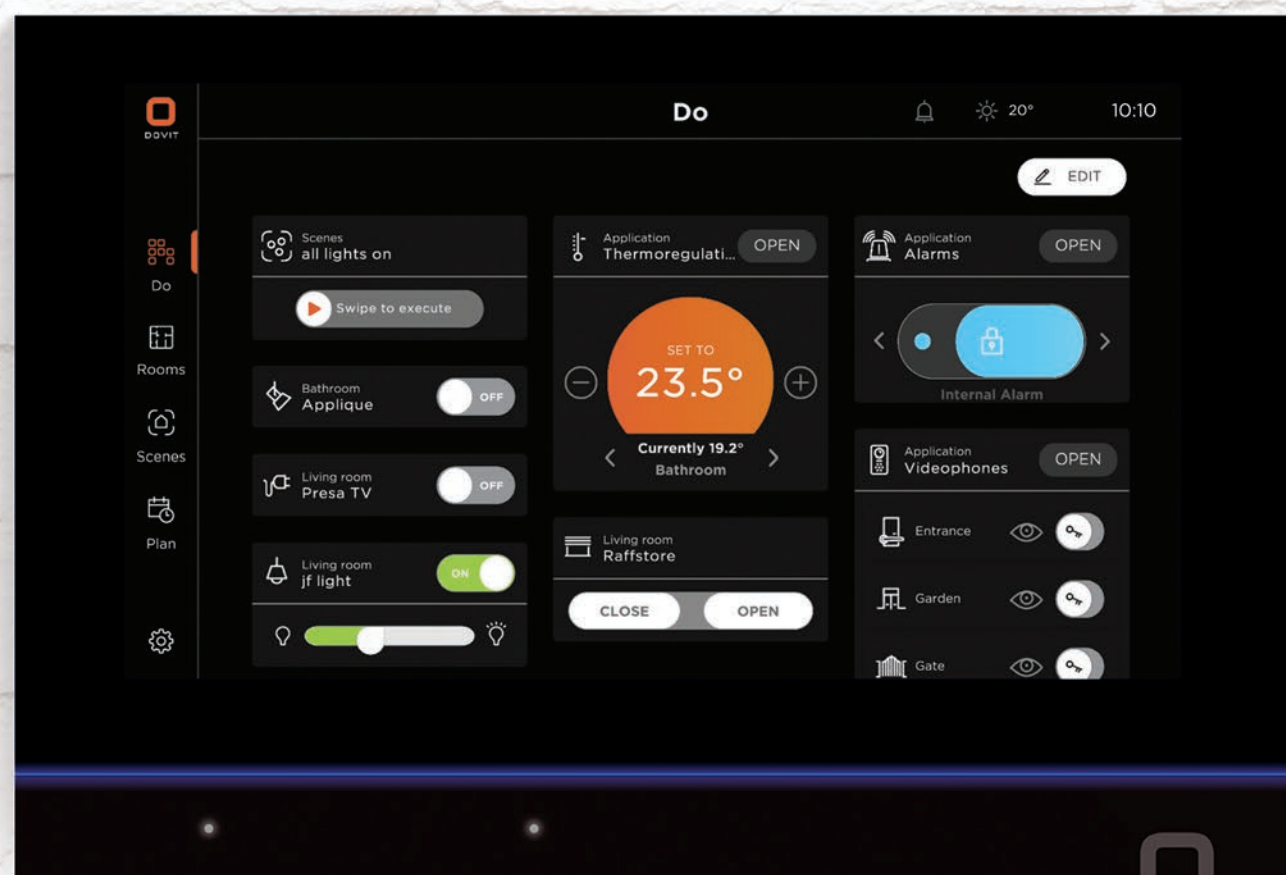 DOVIT
Do
20°
10:10
EDIT
Do
Rooms
Scenes
Plan
Scenes
all lights on
Swipe to execute
Bathroom
Applique
OFF
Living room
Presa TV
OFF
Living room
jf light
ON
Application
Thermoregulati...
OPEN
SET TO
23.5°
Currently 19.2°
Bathroom
Living room
Raffstore
CLOSE
OPEN
Application
Alarms
OPEN
Internal Alarm
Application
Videophones
OPEN
Entrance
Garden
Gate